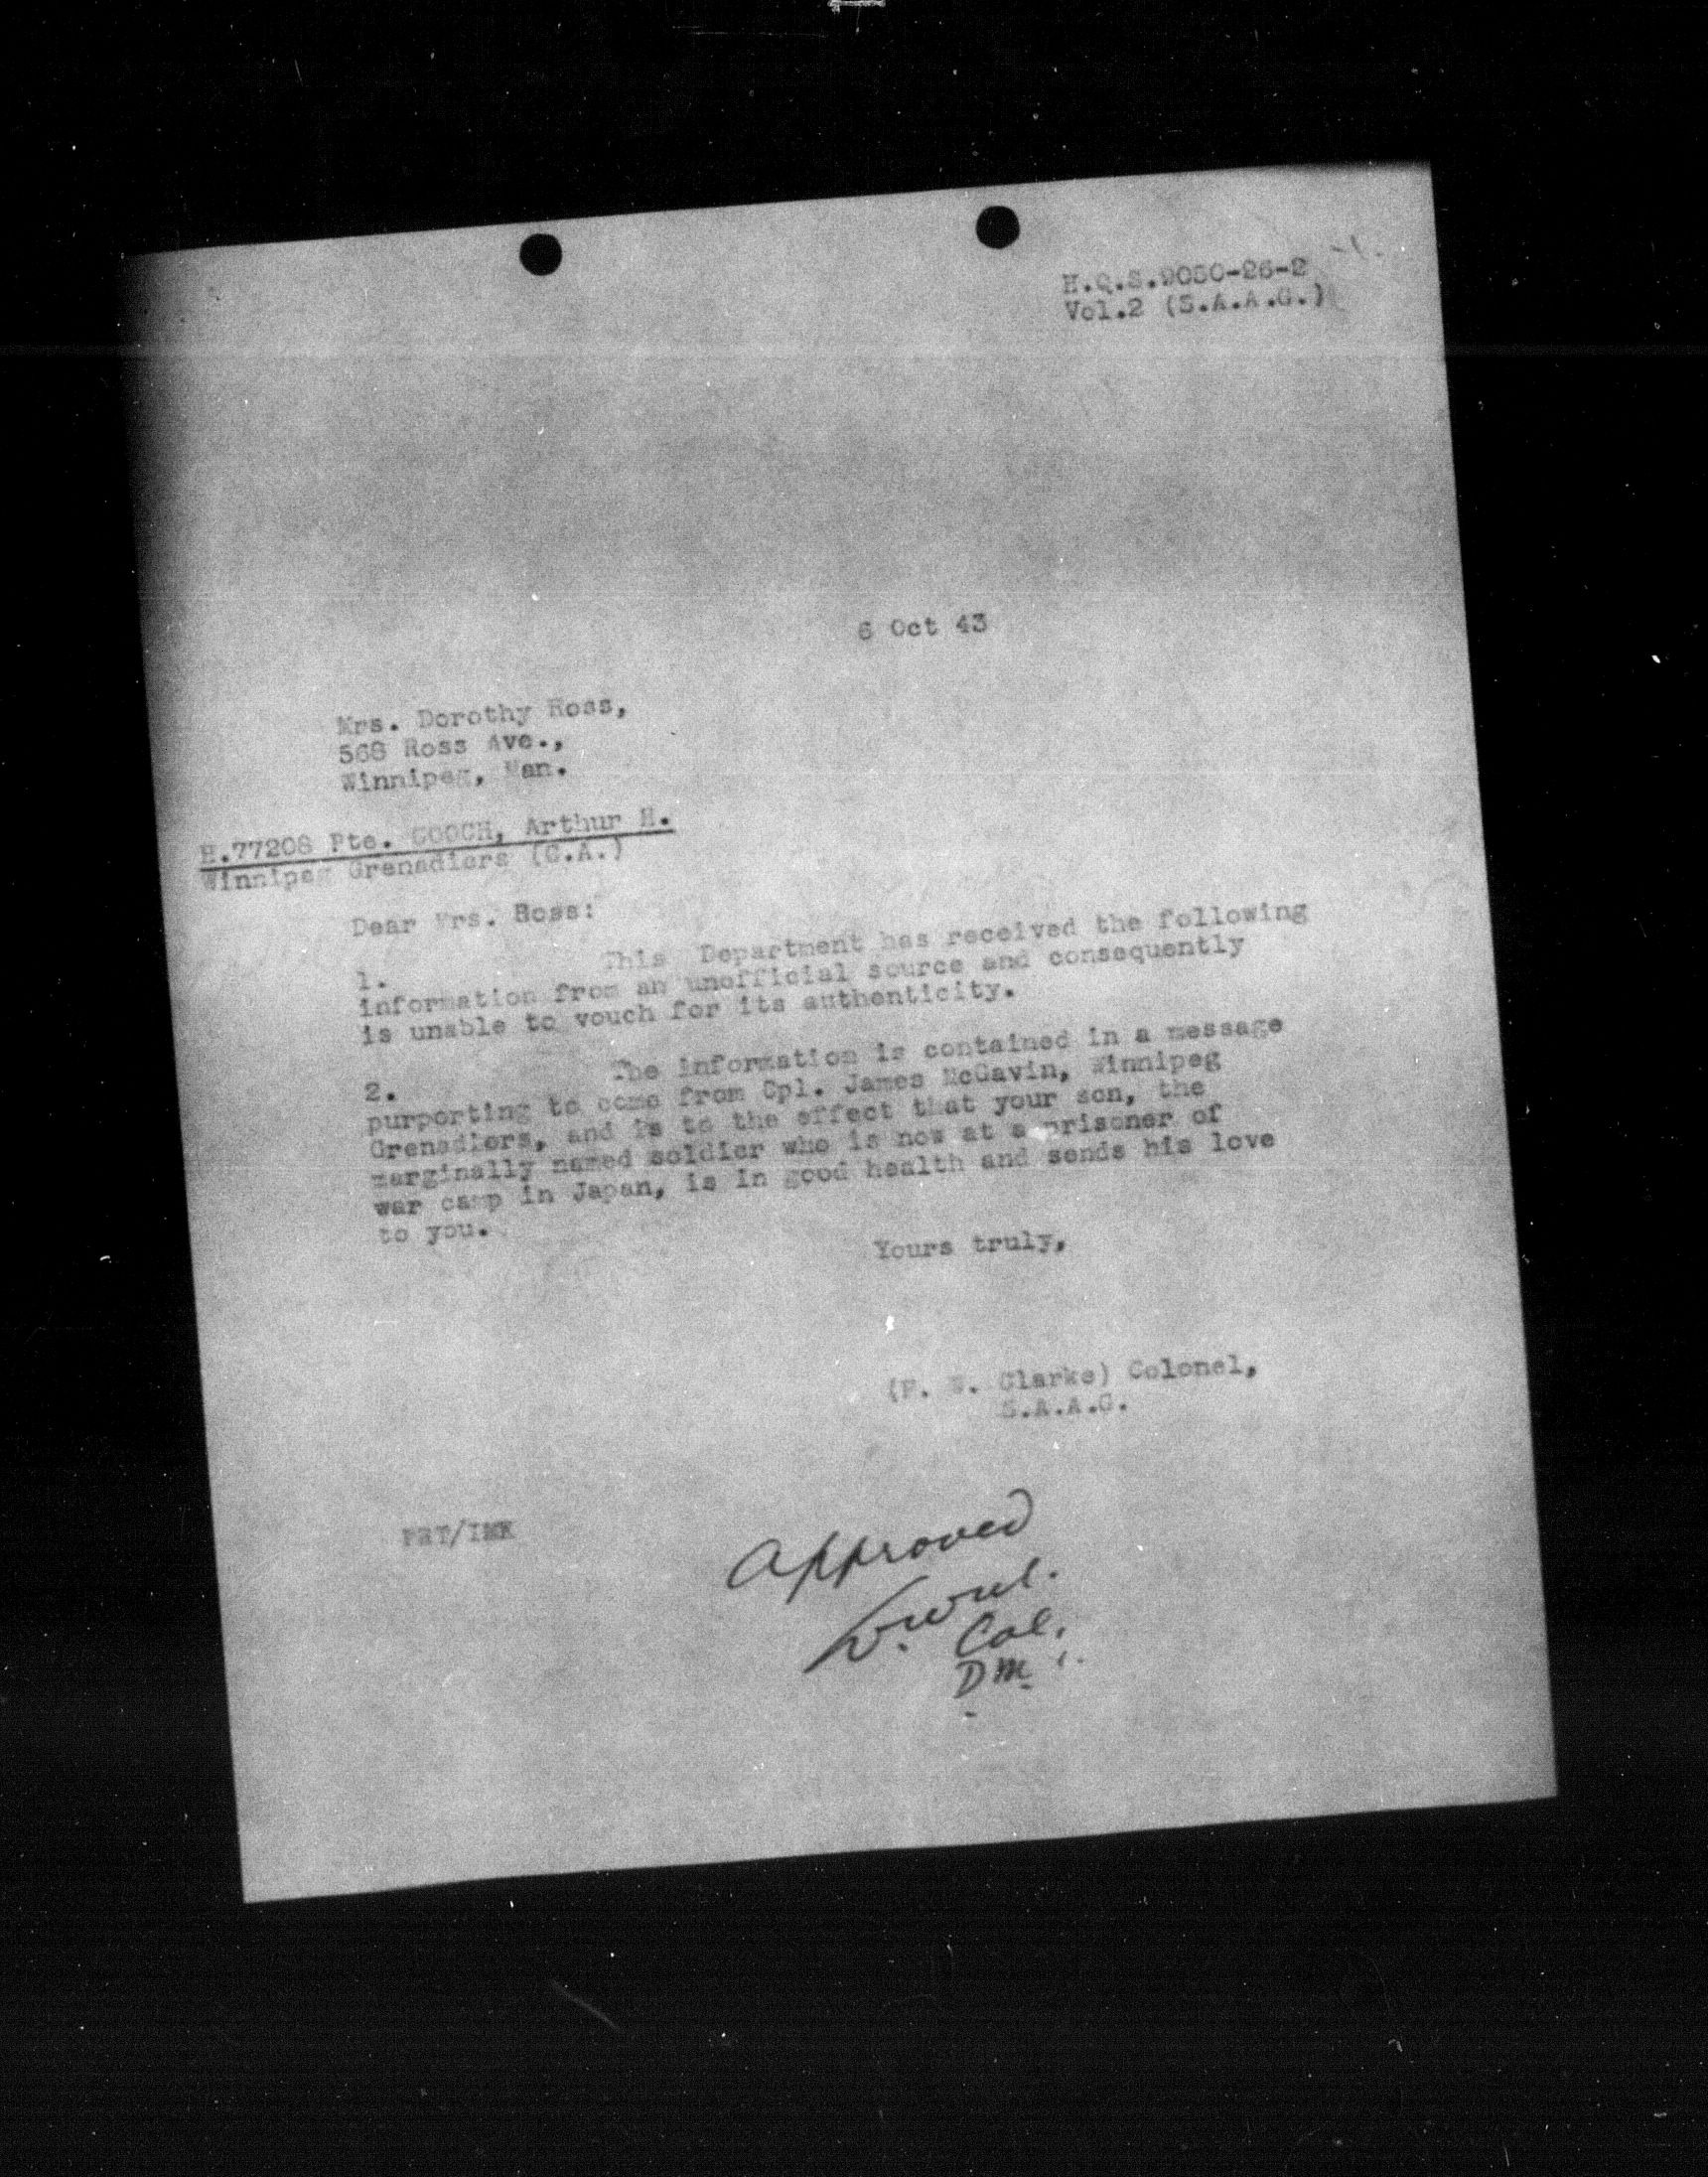 H.Q.S.9050-26-2
Vol.2 (S.A.A.G.)
6 Oct 43
Mrs. Dorothy Ross,
568 Ross Ave.,
Winnipeg, Man.
H.77208 Pte. GOOCH, Arthur H.
Winnipeg Grenadiers (C.A.)
Dear Mrs. Ross:
1. This Department has received the following
information from an unofficial source and consequently
is unable to vouch for its authenticity.
2. The information is contained in a message
purporting to come from Cpl. James McGavin, Winnipeg
Grenadiers, and is to the effect that your son, the
marginally named soldier who is now at a prisoner of
war camp in Japan, is in good health and sends his love
to you.
Yours truly,
(F. W. Clarke) Colonel,
S.A.A.G.
FRT/IMK
Approved
Col.